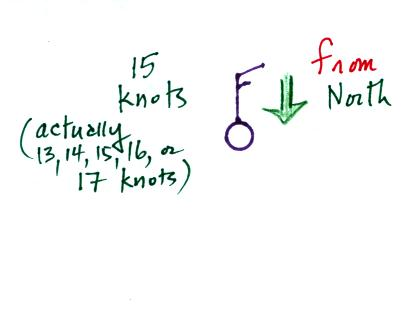 15
knots
(actually
13, 14, 15, 16, or
17 knots)
from
North